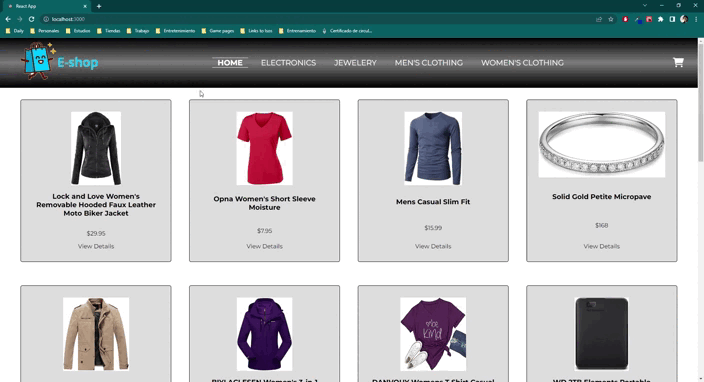 React App
localhost:3000
Daily
Personales
Estudios
Tiendas
Trabajo
Entretenimiento
Game pages
Links to lass
Entrenamiento
Certificado de circul...
E-shop
HOME
ELECTRONICS
JEWELERY
MEN'S CLOTHING
WOMEN'S CLOTHING
Lock and Love Women's
Removable Hooded Faux Leather
Moto Biker Jacket
$29.95
View Details
Opna Women's Short Sleeve
Moisture
$7.95
View Details
Mens Casual Slim Fit
$15.99
View Details
Solid Gold Petite Micropave
$168
View Details
BE
KIND
BIYLACLESEN Women's 3-in-1
DANVOUY Womens T Shirt Casual
WD 2TB Elements Portable